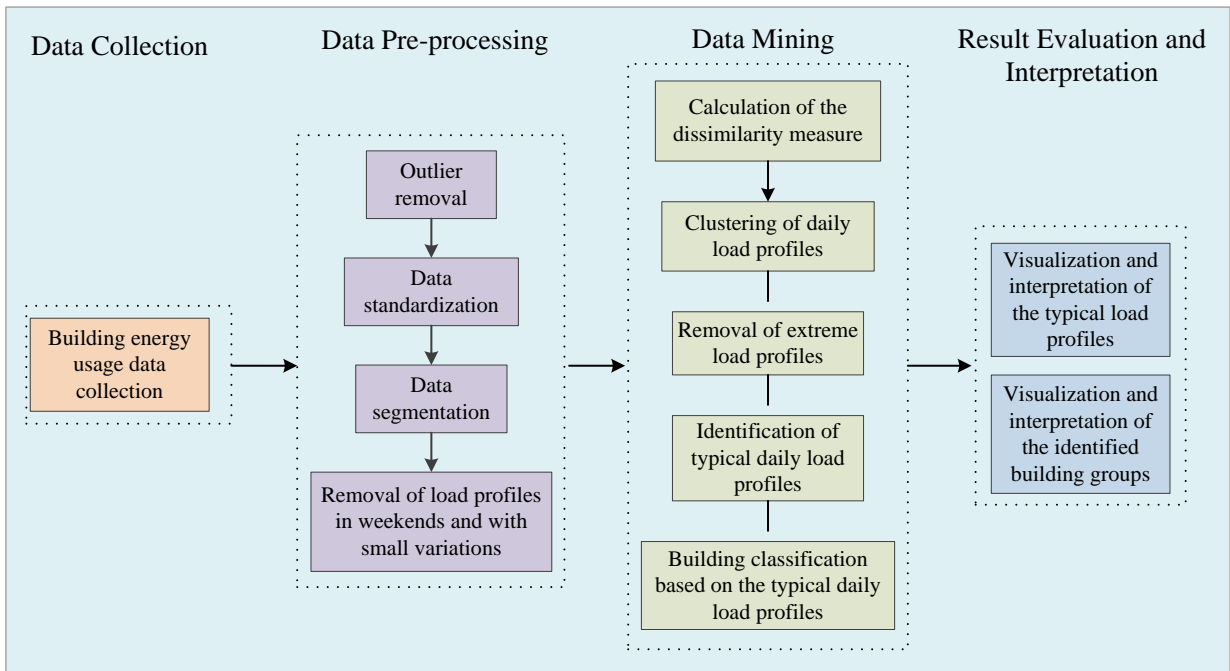 Data Collection
Data Pre-processing
Data Mining
Result Evaluation and
Interpretation
Building energy
usage data
collection
Outlier
removal
Data
standardization
Data
segmentation
Removal of load profiles
in weekends and with
small variations
Calculation of the
dissimilarity measure
Clustering of daily
load profiles
Removal of extreme
load profiles
Identification of
typical daily load
profiles
Building classification
based on the typical daily
load profiles
Visualization and
interpretation of
the typical load
profiles
Visualization and
interpretation of
the identified
building groups